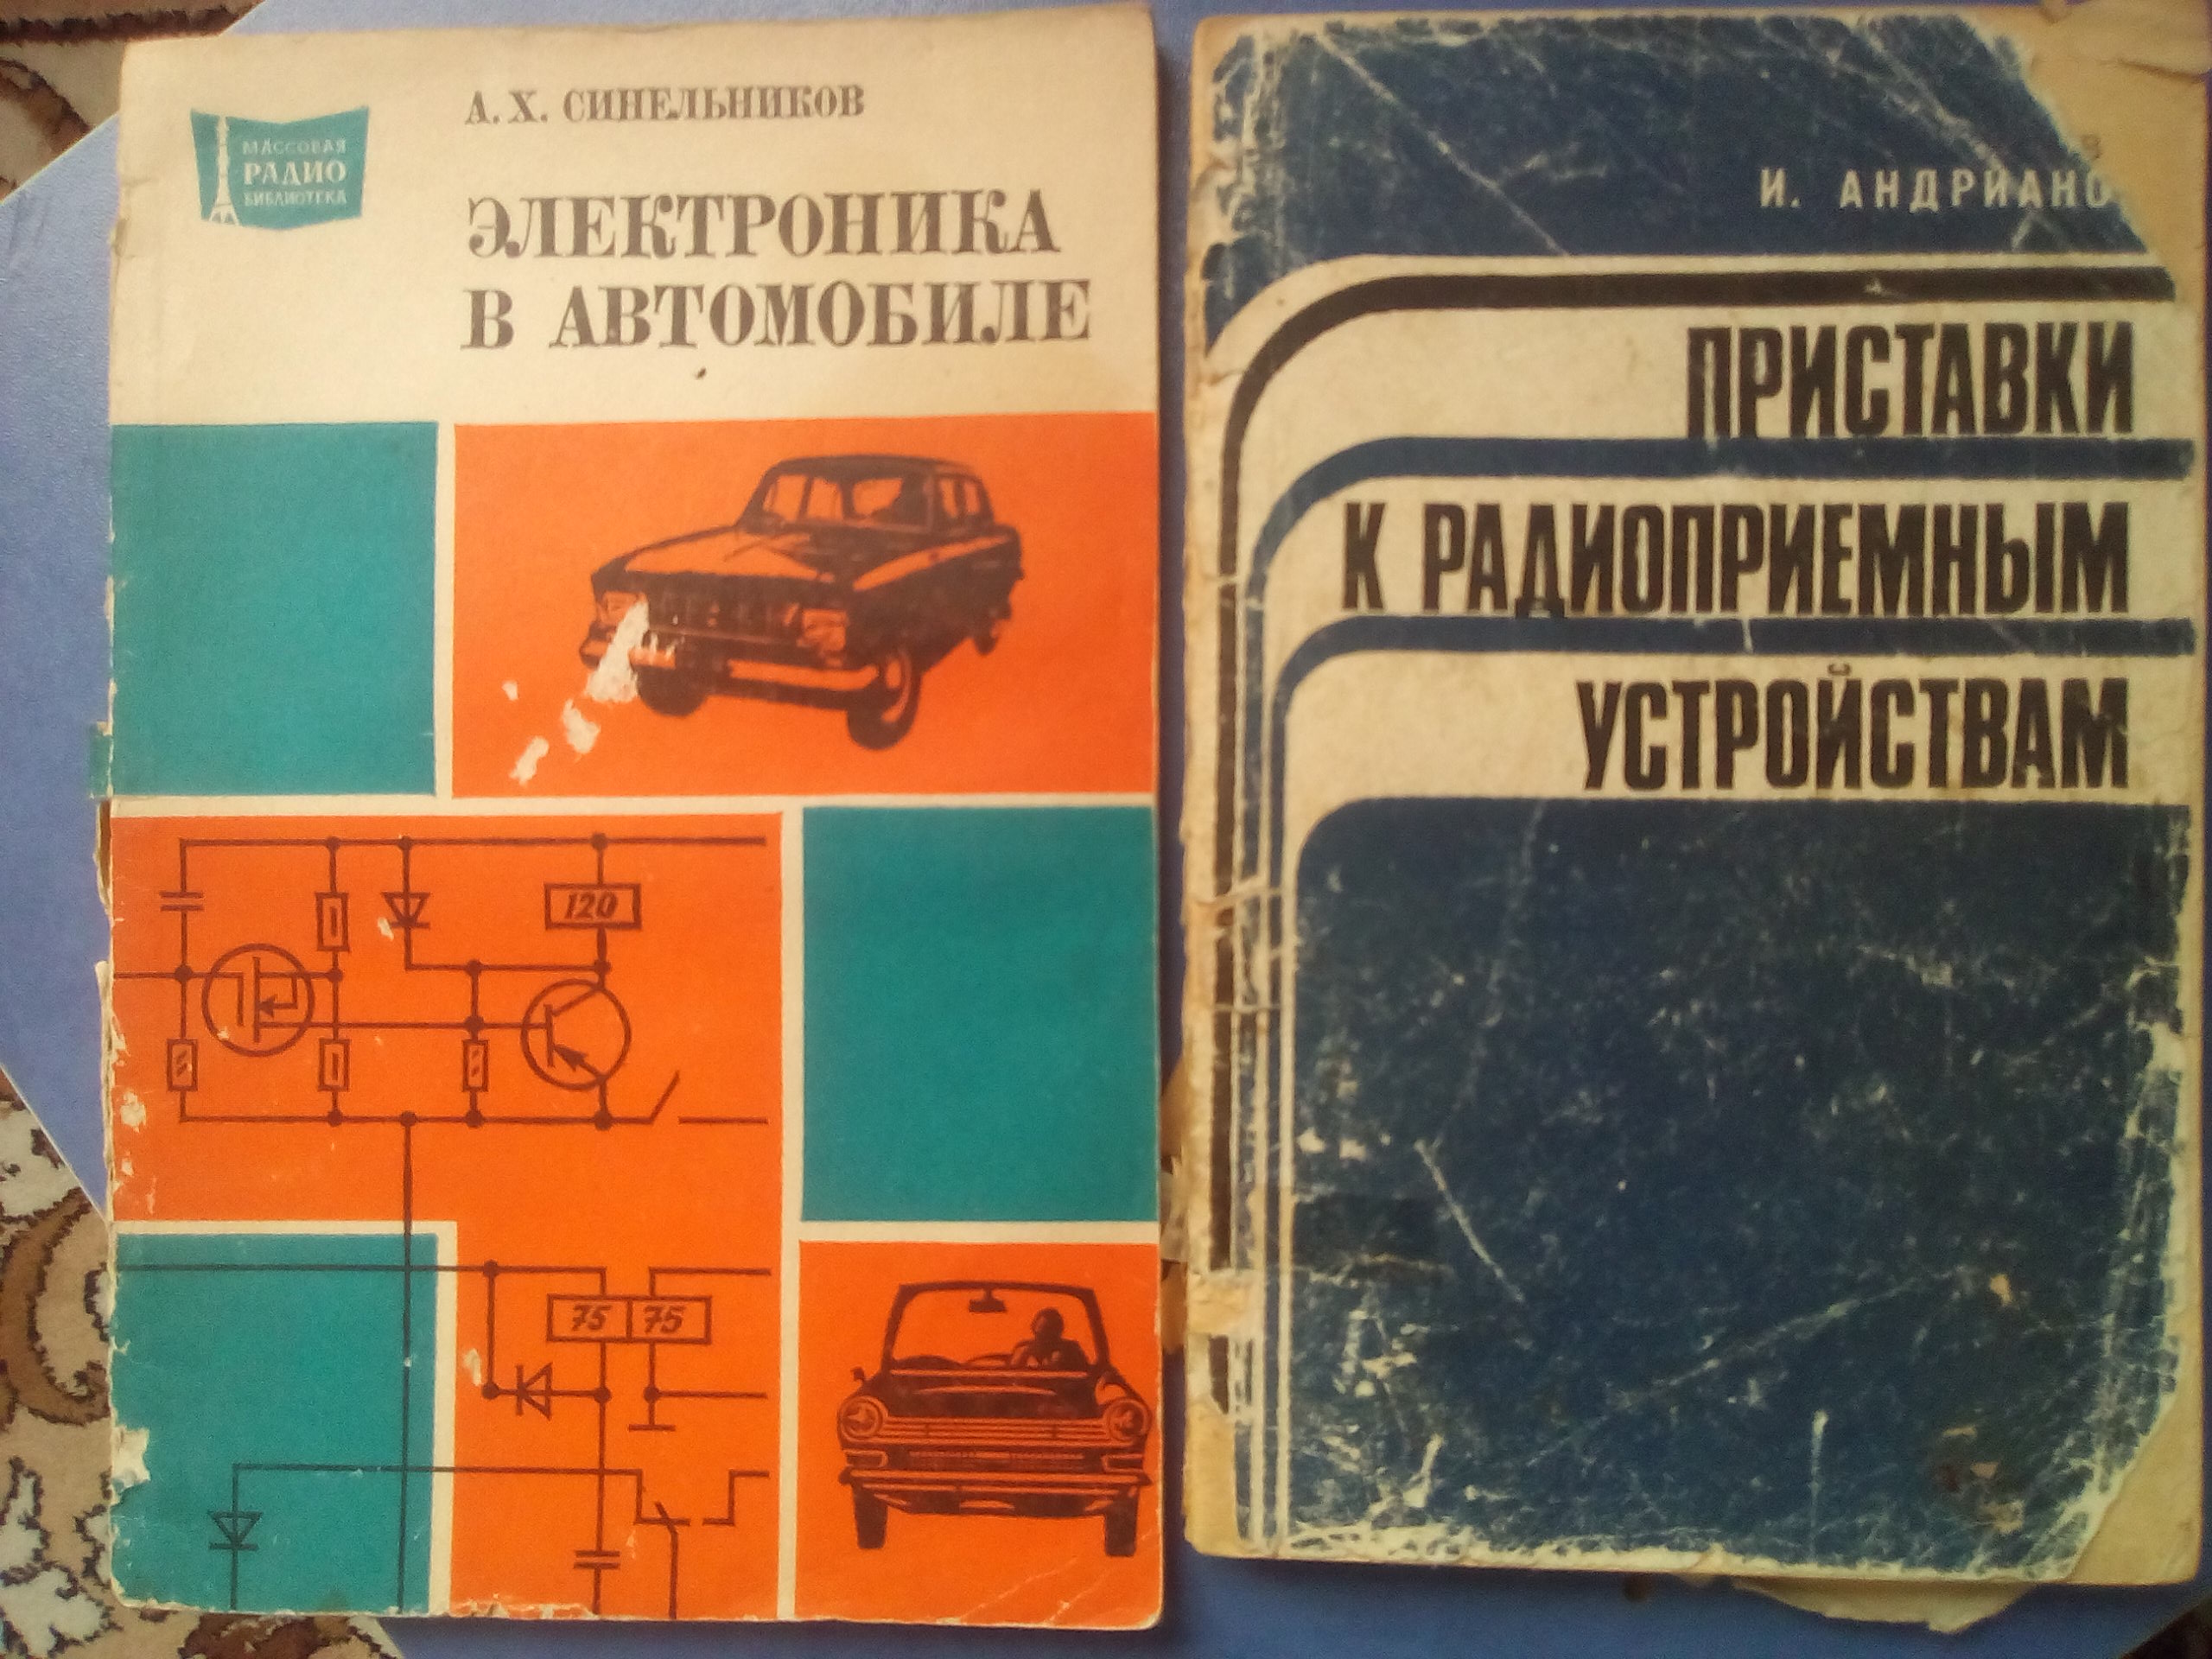 МАССОВАЯ
РАДИО
БИБЛИОТЕКА
А. Х. СИНЕЛЬНИКОВ
ЭЛЕКТРОНИКА
В АВТОМОБИЛЕ
120
75 75
И. АНДРИАНО
В
ПРИСТАВКИ
К РАДИОПРИЕМНЫМ
УСТРОЙСТВАМ